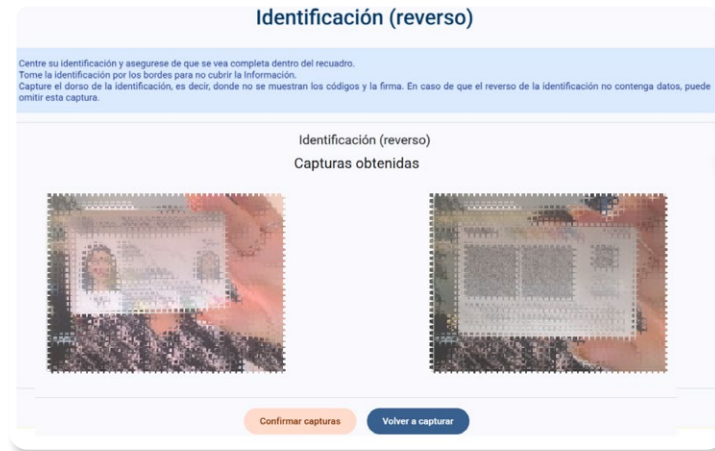 Identificación (reverso)
Centre su identificación y asegurese de que se vea completa dentro del recuadro.
Tome la identificación por los bordes para no cubrir la Información.
Capture el dorso de la identificación, es decir, donde no se muestran los códigos y la firma. En caso de que el reverso de la identificación no contenga datos, puede
omitir esta captura.
Identificación (reverso)
Capturas obtenidas
Confirmar capturas
Volver a capturar